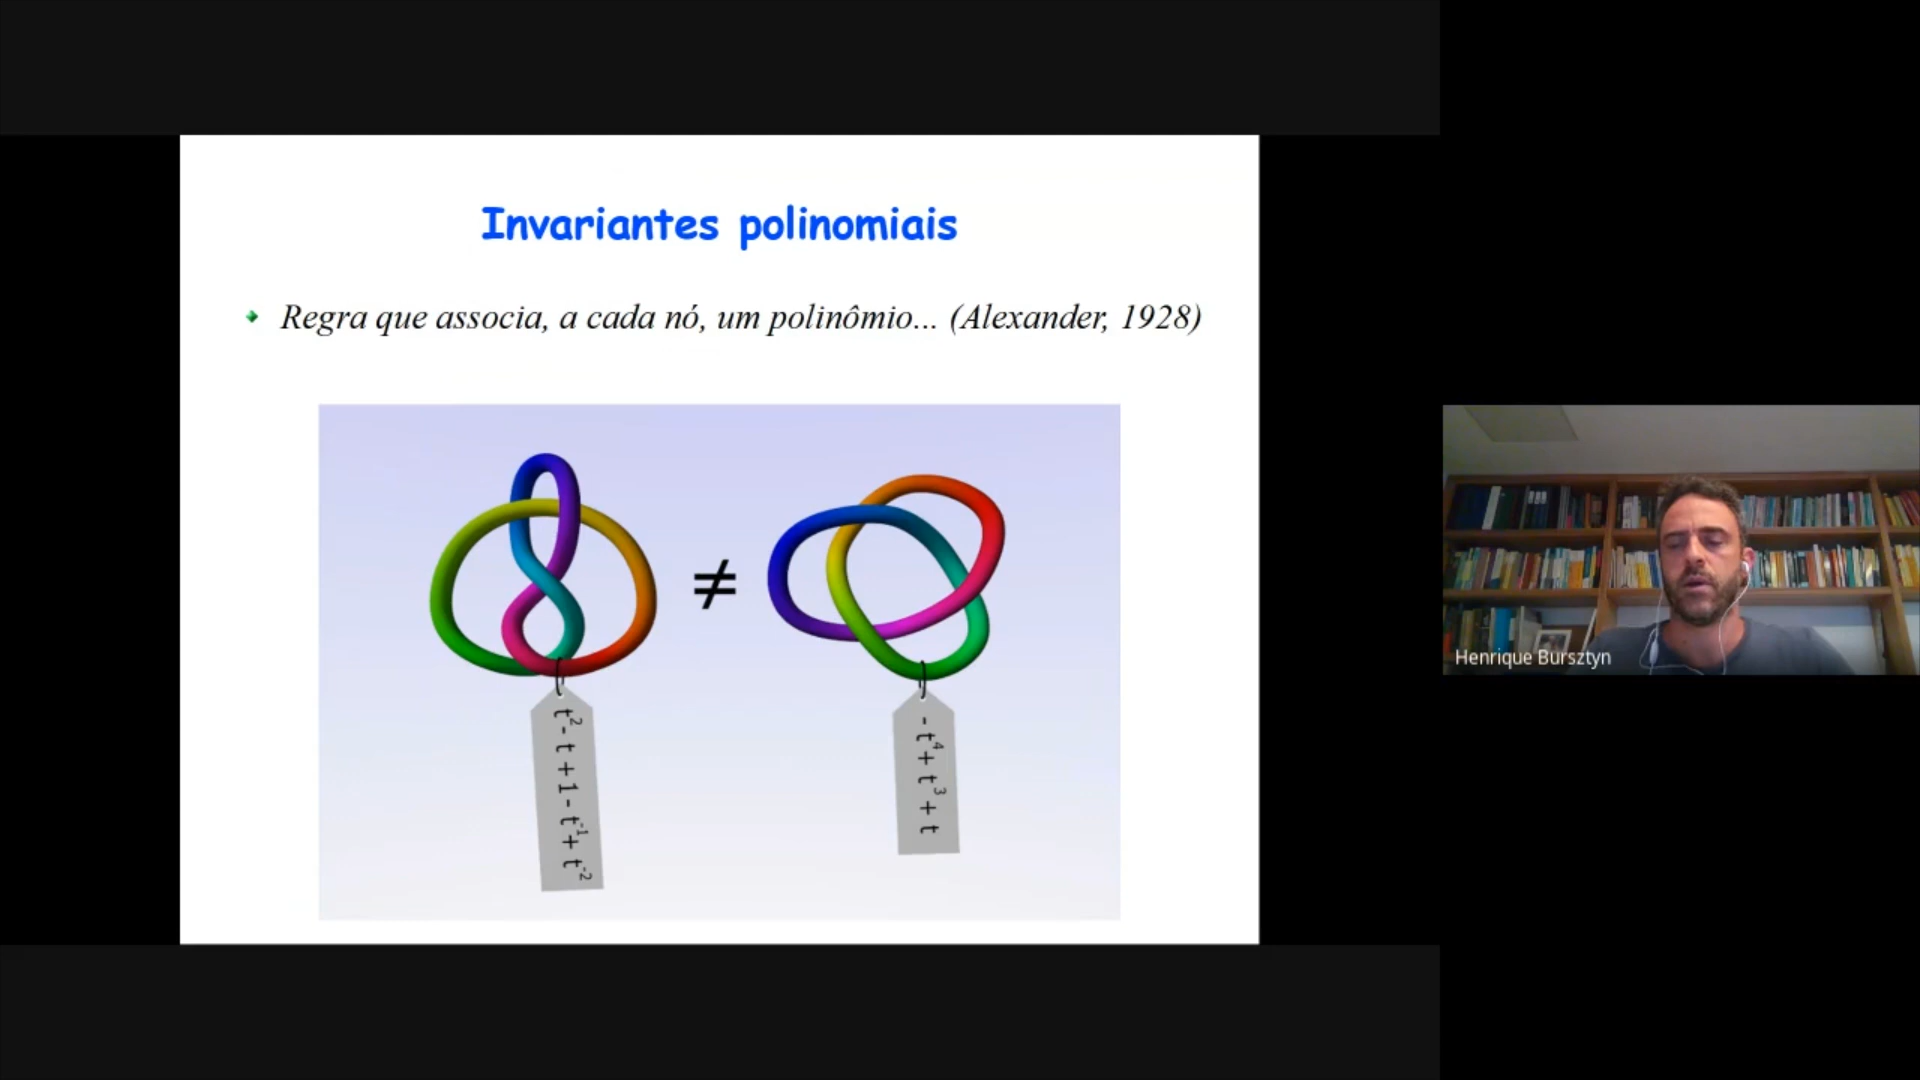 Invariantes polinomiais
Regra que associa, a cada nó, um polinômio... (Alexander, 1928)
≠
t²- t + 1 - t⁻¹+ t⁻²
- t⁴+ t³ + t
Henrique Bursztyn